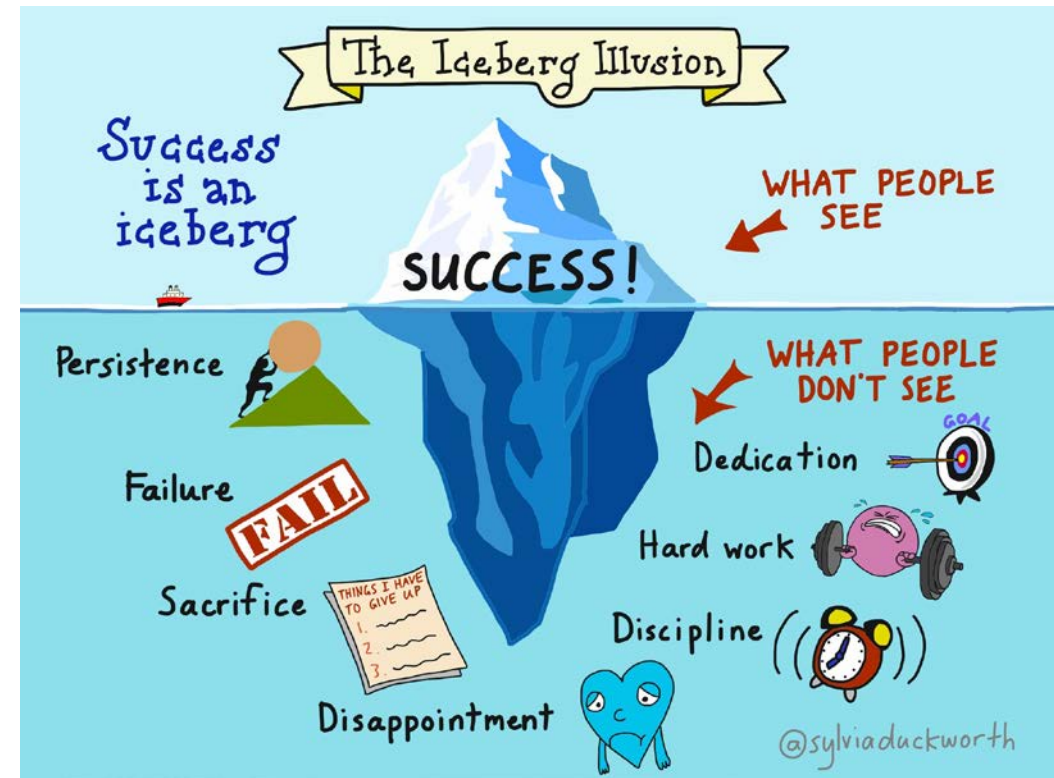 The Iceberg Illusion
Success
is an
iceberg
WHAT PEOPLE
SEE
SUCCESS!
WHAT PEOPLE
DON'T SEE
Persistence
Failure
FAIL
Sacrifice
THINGS I HAVE
TO GIVE UP
1.
2.
3.
Disappointment
Dedication
GOAL
Hard work
Discipline
@sylviaduckworth